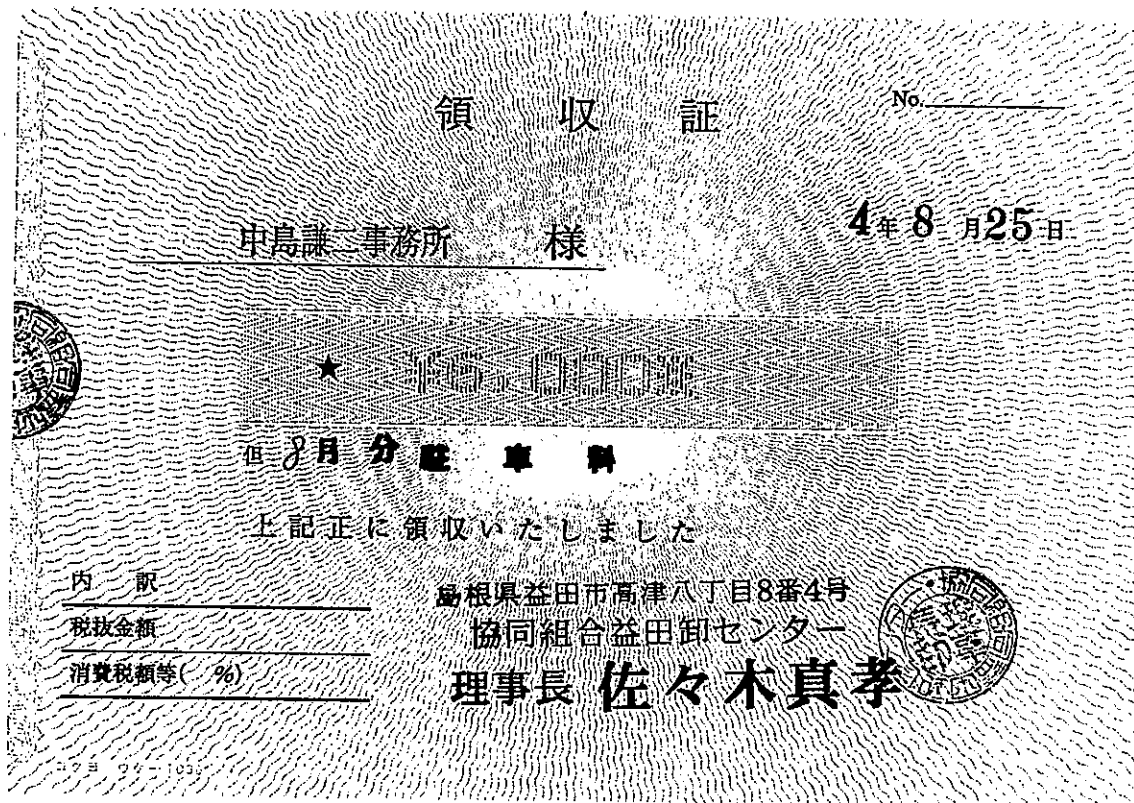 領収証
No.
4年8月25日
中島謙二事務所 様
★ ¥6,000※
但 8月分 駐車料
上記正に領収いたしました
内訳
税抜金額
消費税額等( %)
島根県益田市高津八丁目8番4号
協同組合益田卸センター
理事長 佐々木真孝